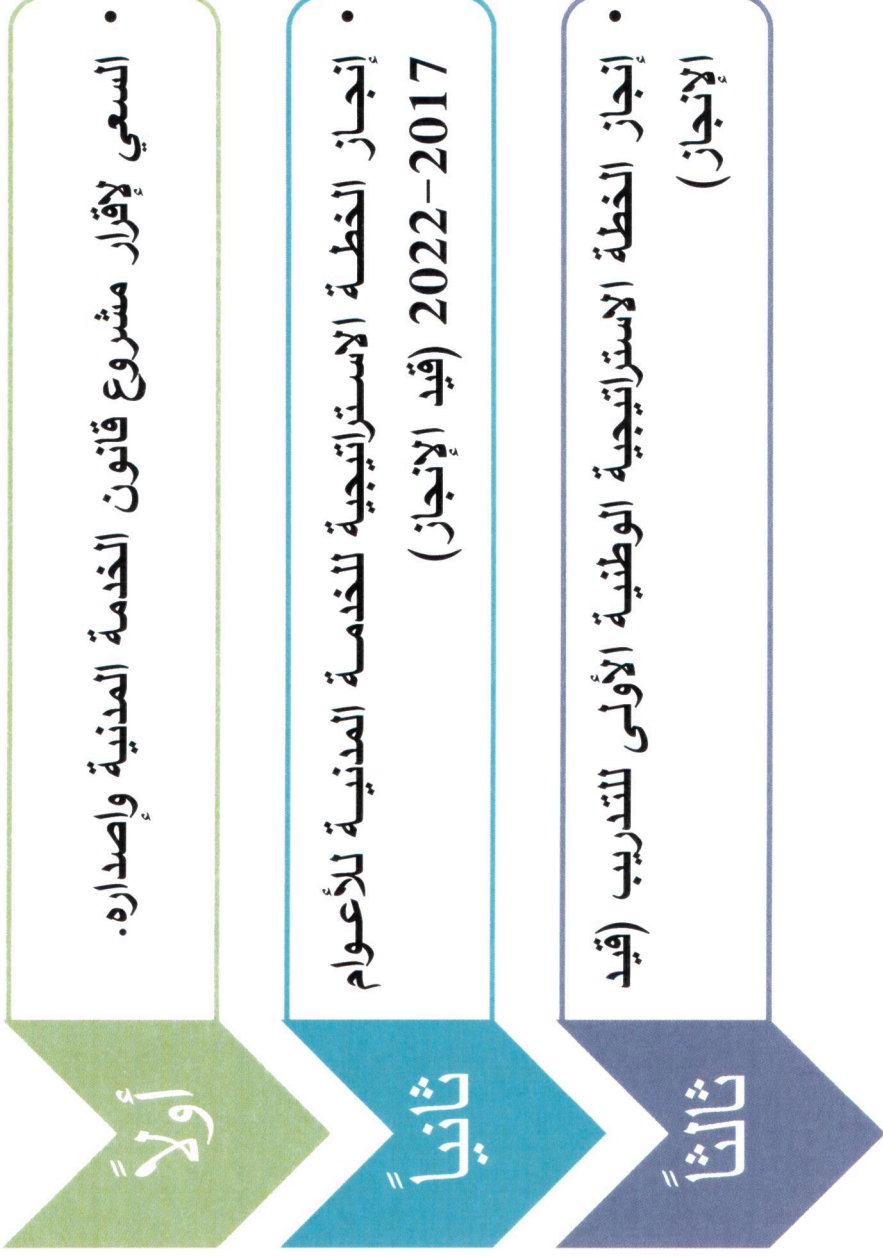 أولاً
• السعي لإقرار مشروع قانون الخدمة المدنية وإصداره.
ثانياً
• إنجاز الخطة الاستراتيجية للخدمة المدنية للأعوام
2017-2022 (قيد الإنجاز)
ثالثاً
• إنجاز الخطة الاستراتيجية الوطنية الأولى للتدريب (قيد
الإنجاز)